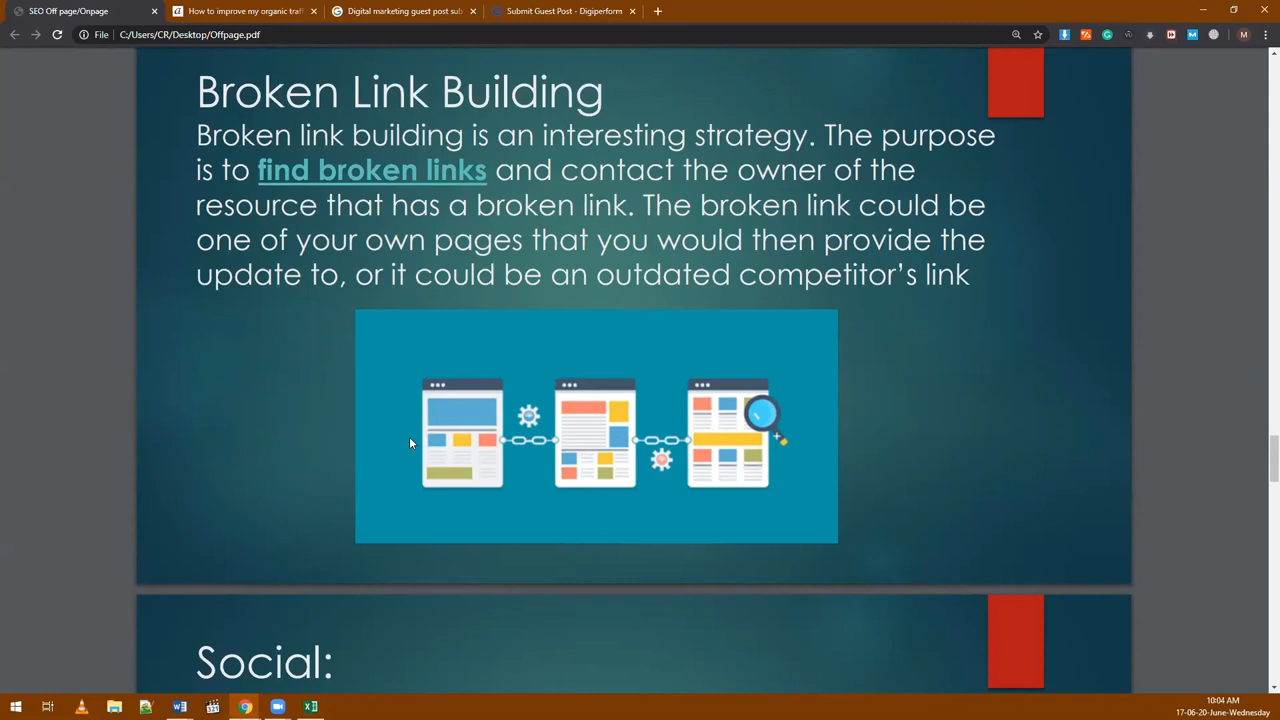 SEO Off page/Onpage
How to improve my organic traff
Digital marketing guest post sub
Submit Guest Post - Digiperform
File
C:/Users/CR/Desktop/Offpage.pdf
M
Broken Link Building
Broken link building is an interesting strategy. The purpose
is to find broken links and contact the owner of the
resource that has a broken link. The broken link could be
one of your own pages that you would then provide the
update to, or it could be an outdated competitor’s link
Social:
10:04 AM
17-06-20-June-Wednesday